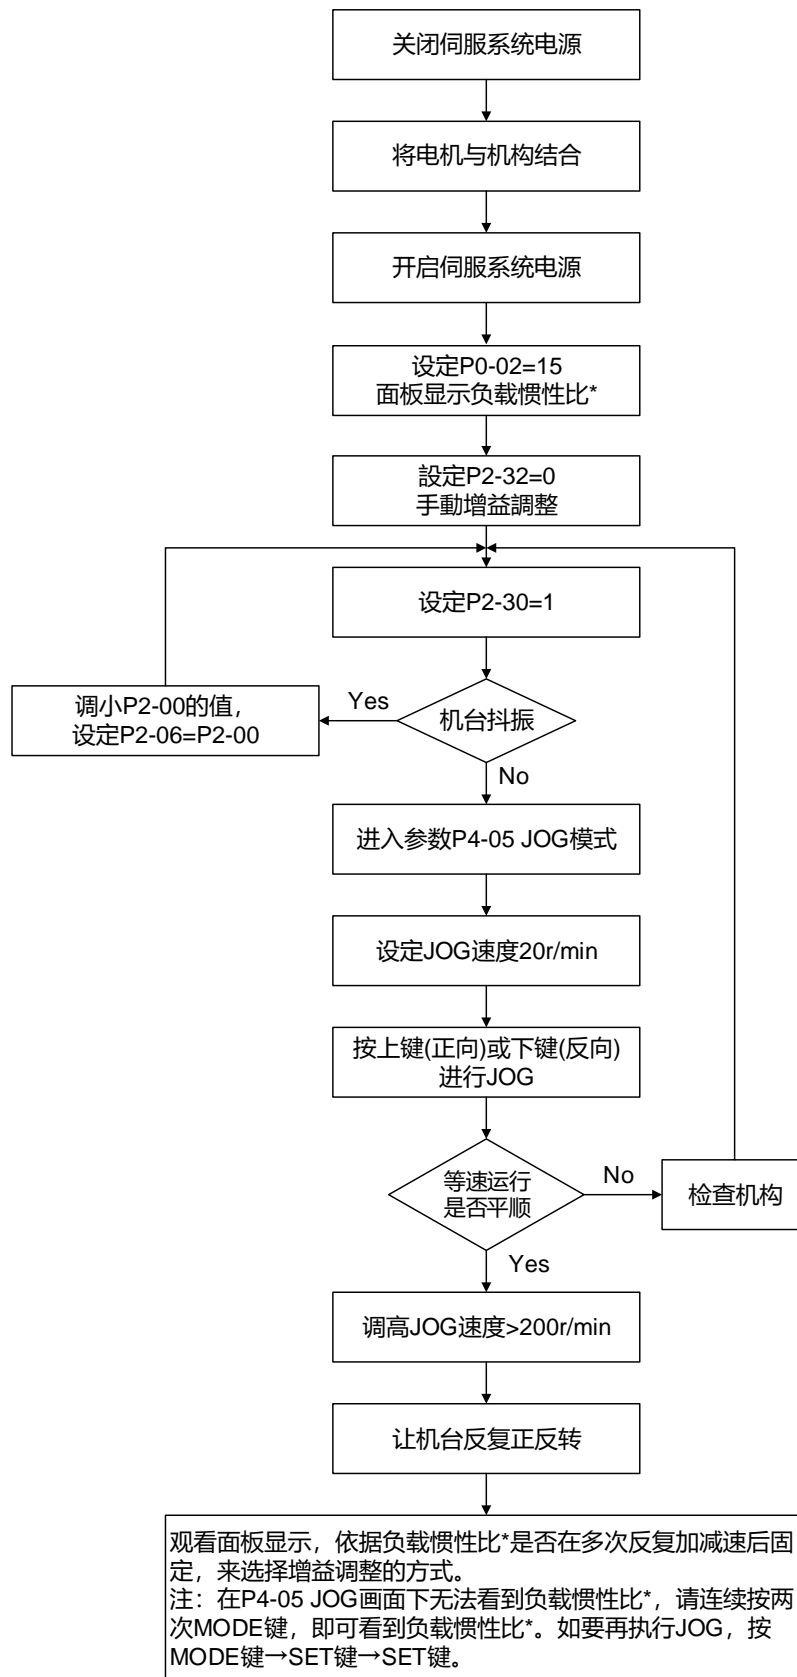 关闭伺服系统电源
将电机与机构结合
开启伺服系统电源
设定P0-02=15
面板显示负载惯性比*
設定P2-32=0
手動增益調整
设定P2-30=1
调小P2-00的值，
设定P2-06=P2-00
Yes
机台抖振
No
进入参数P4-05 JOG模式
设定JOG速度20r/min
按上键(正向)或下键(反向)
进行JOG
等速运行
是否平顺
No
检查机构
Yes
调高JOG速度>200r/min
让机台反复正反转
观看面板显示，依据负载惯性比*是否在多次反复加减速后固
定，来选择增益调整的方式。
注：在P4-05 JOG画面下无法看到负载惯性比*，请连续按两
次MODE键，即可看到负载惯性比*。如要再执行JOG，按
MODE键→SET键→SET键。